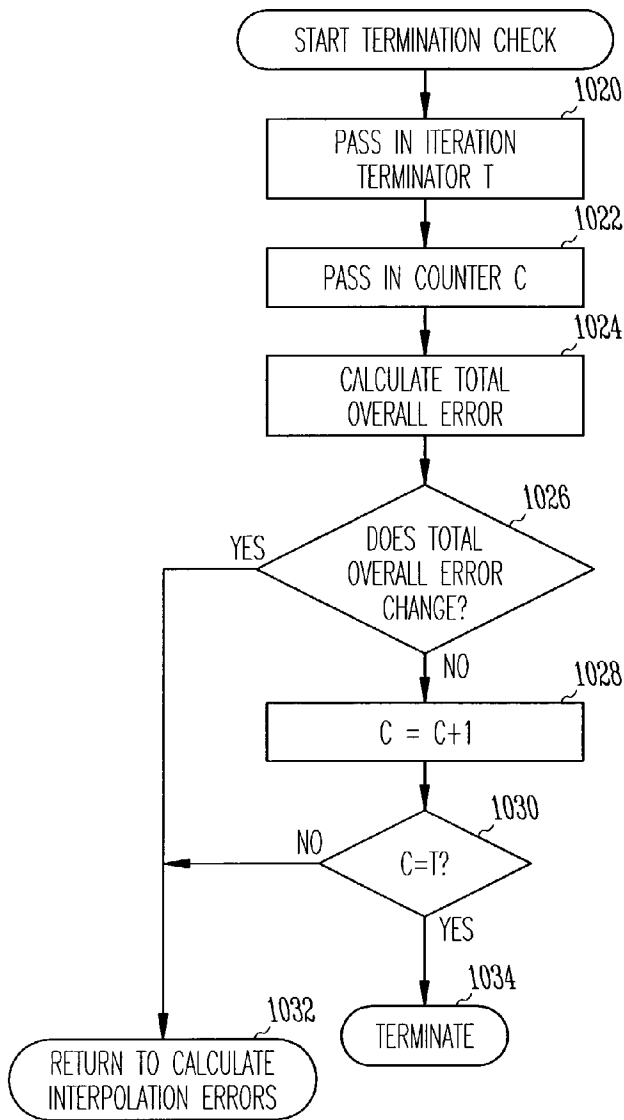 START TERMINATION CHECK
1020
PASS IN ITERATION
TERMINATOR T
1022
PASS IN COUNTER C
1024
CALCULATE TOTAL
OVERALL ERROR
1026
YES
DOES TOTAL
OVERALL ERROR
CHANGE?
NO
1028
C = C+1
1030
NO
C=T?
YES
1034
TERMINATE
1032
RETURN TO CALCULATE
INTERPOLATION ERRORS